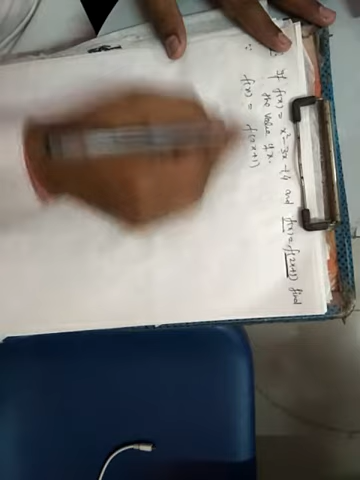 If f(x) = x² - 3x + 4 and f(x) = f(2x+1) find
the value of x.
∵ f(x) = f(2x+1)